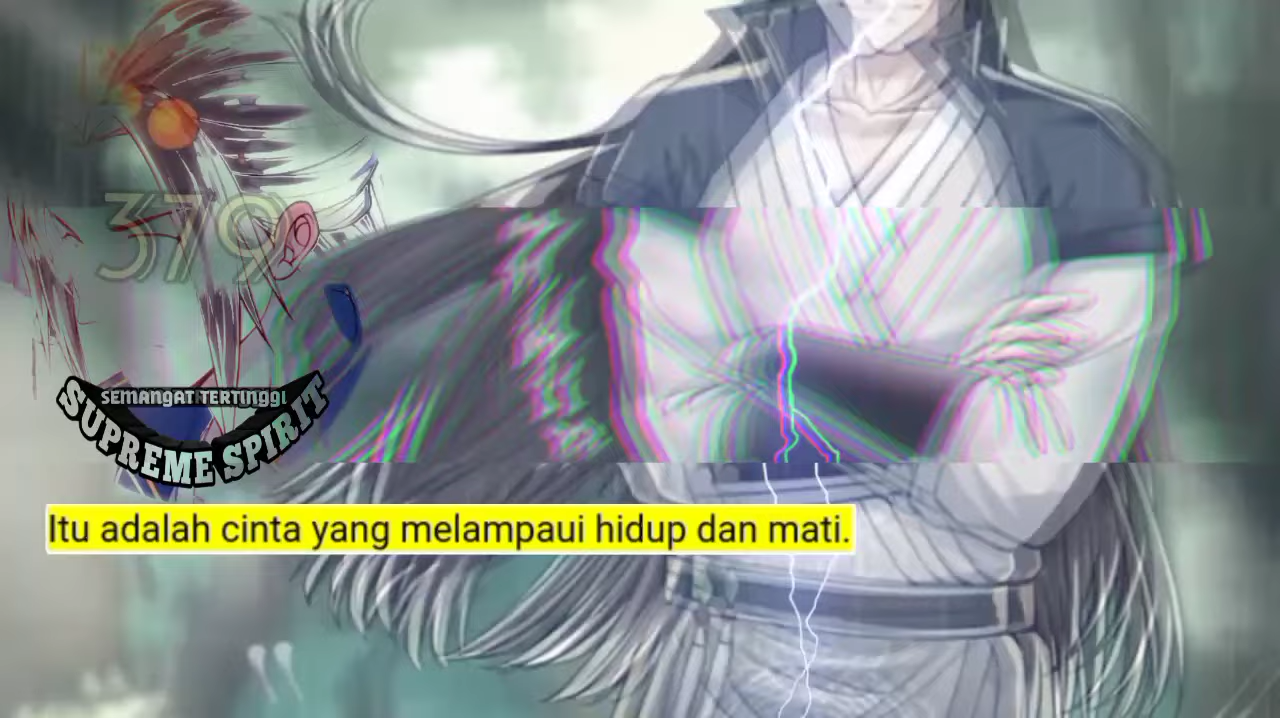 379
SEMANGAT TERTINGGI
SUPREME SPIRIT
Itu adalah cinta yang melampaui hidup dan mati.